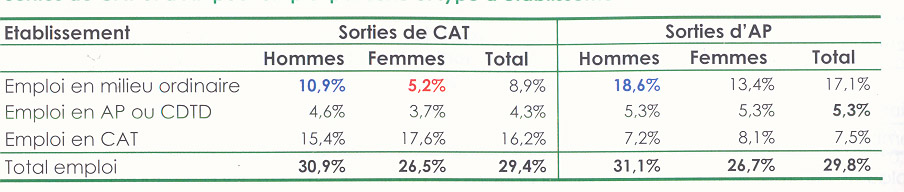 Etablissement Sorties de CAT Sorties d'AP
Hommes Femmes Total Hommes Femmes Total
Emploi en milieu ordinaire 10,9% 5,2% 8,9% 18,6% 13,4% 17,1%
Emploi en AP ou CDTD 4,6% 3,7% 4,3% 5,3% 5,3% 5,3%
Emploi en CAT 15,4% 17,6% 16,2% 7,2% 8,1% 7,5%
Total emploi 30,9% 26,5% 29,4% 31,1% 26,7% 29,8%